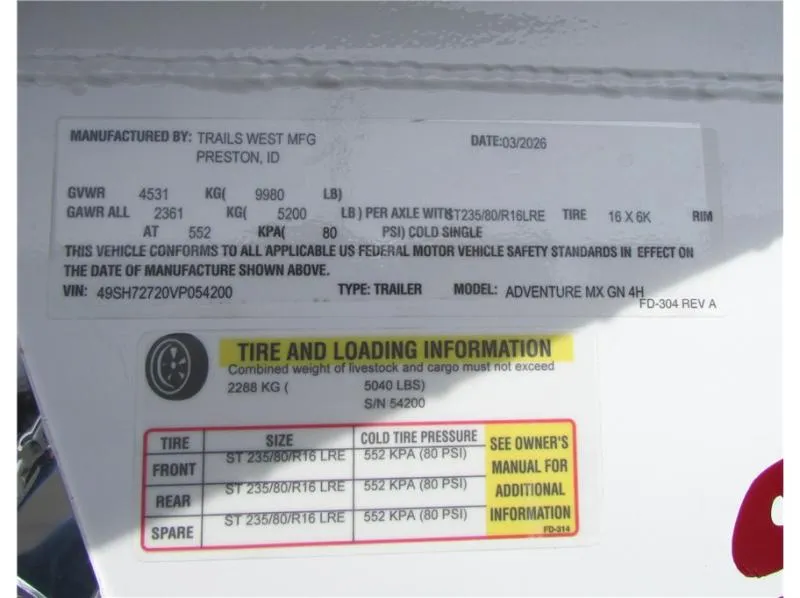 MANUFACTURED BY: TRAILS WEST MFG DATE:03/2026
PRESTON, ID
GVWR 4531 KG( 9980 LB)
GAWR ALL 2361 KG( 5200 LB ) PER AXLE WITH ST235/80/R16LRE TIRE 16 X 6K RIM
AT 552 KPA( 80 PSI) COLD SINGLE
THIS VEHICLE CONFORMS TO ALL APPLICABLE US FEDERAL MOTOR VEHICLE SAFETY STANDARDS IN EFFECT ON
THE DATE OF MANUFACTURE SHOWN ABOVE.
VIN: 49SH72720VP054200 TYPE: TRAILER MODEL: ADVENTURE MX GN 4H
FD-304 REV A
TIRE AND LOADING INFORMATION
Combined weight of livestock and cargo must not exceed
2288 KG ( 5040 LBS)
S/N 54200
TIRE SIZE COLD TIRE PRESSURE
FRONT ST 235/80/R16 LRE 552 KPA (80 PSI)
REAR ST 235/80/R16 LRE 552 KPA (80 PSI)
SPARE ST 235/80/R16 LRE 552 KPA (80 PSI)
SEE OWNER'S
MANUAL FOR
ADDITIONAL
INFORMATION
FD-314